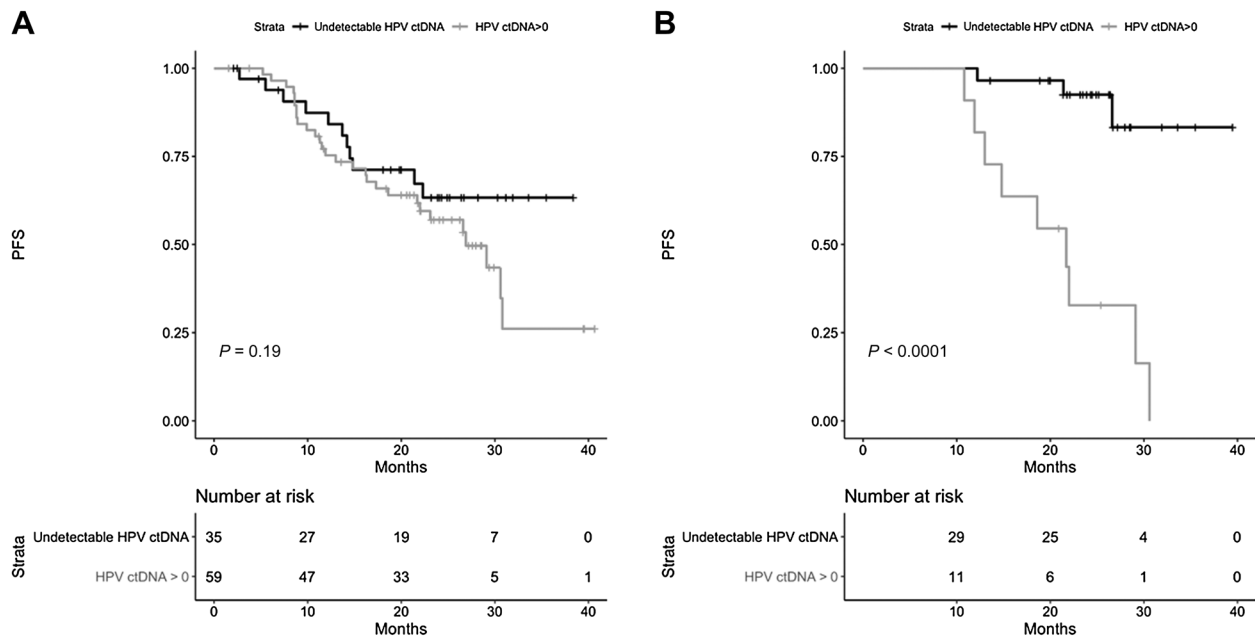 A
Strata Undetectable HPV ctDNA HPV ctDNA>0
PFS
1.00
0.75
0.50
0.25
0.00
P = 0.19
0 10 20 30 40
Months
Number at risk
Strata
Undetectable HPV ctDNA 35 27 19 7 0
HPV ctDNA > 0 59 47 33 5 1
0 10 20 30 40
Months
B
Strata Undetectable HPV ctDNA HPV ctDNA>0
PFS
1.00
0.75
0.50
0.25
0.00
P < 0.0001
0 10 20 30 40
Months
Number at risk
Strata
Undetectable HPV ctDNA 29 25 4 0
HPV ctDNA > 0 11 6 1 0
10 20 30 40
Months